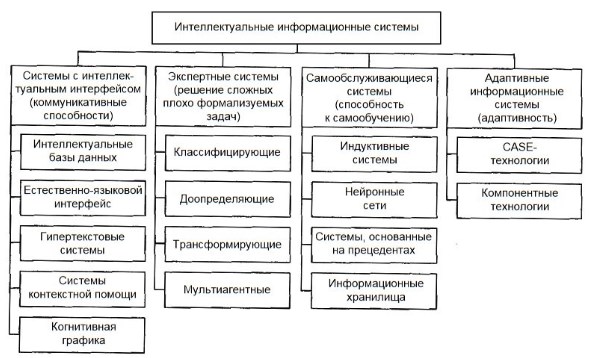 Интеллектуальные информационные системы
Системы с интеллек-
туальным интерфейсом
(коммуникативные
способности)
Интеллектуальные
базы данных
Естественно-языковой
интерфейс
Гипертекстовые
системы
Системы
контекстной помощи
Когнитивная
графика
Экспертные системы
(решение сложных
плохо формализуемых
задач)
Классифицирующие
Доопределяющие
Трансформирующие
Мультиагентные
Самообслуживающиеся
системы
(способность
к самообучению)
Индуктивные
системы
Нейронные
сети
Системы, основанные
на прецедентах
Информационные
хранилища
Адаптивные
информационные
системы
(адаптивность)
CASE-
технологии
Компонентные
технологии